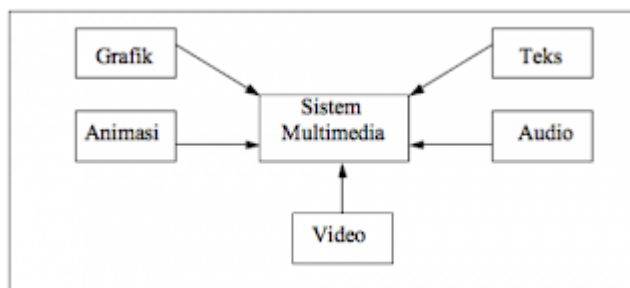 Grafik
Teks
Sistem
Multimedia
Animasi
Audio
Video